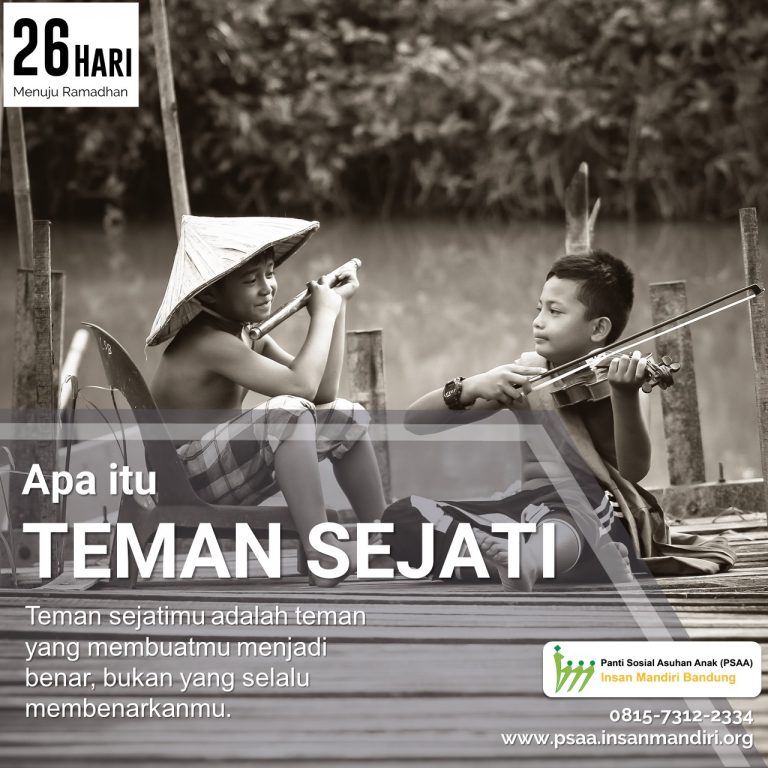 26 HARI
Menuju Ramadhan
Apa itu
TEMAN SEJATI
Teman sejatimu adalah teman
yang membuatmu menjadi
benar, bukan yang selalu
membenarkanmu.
Panti Sosial Asuhan Anak (PSAA)
Insan Mandiri Bandung
0815-7312-2334
www.psaa.insanmandiri.org